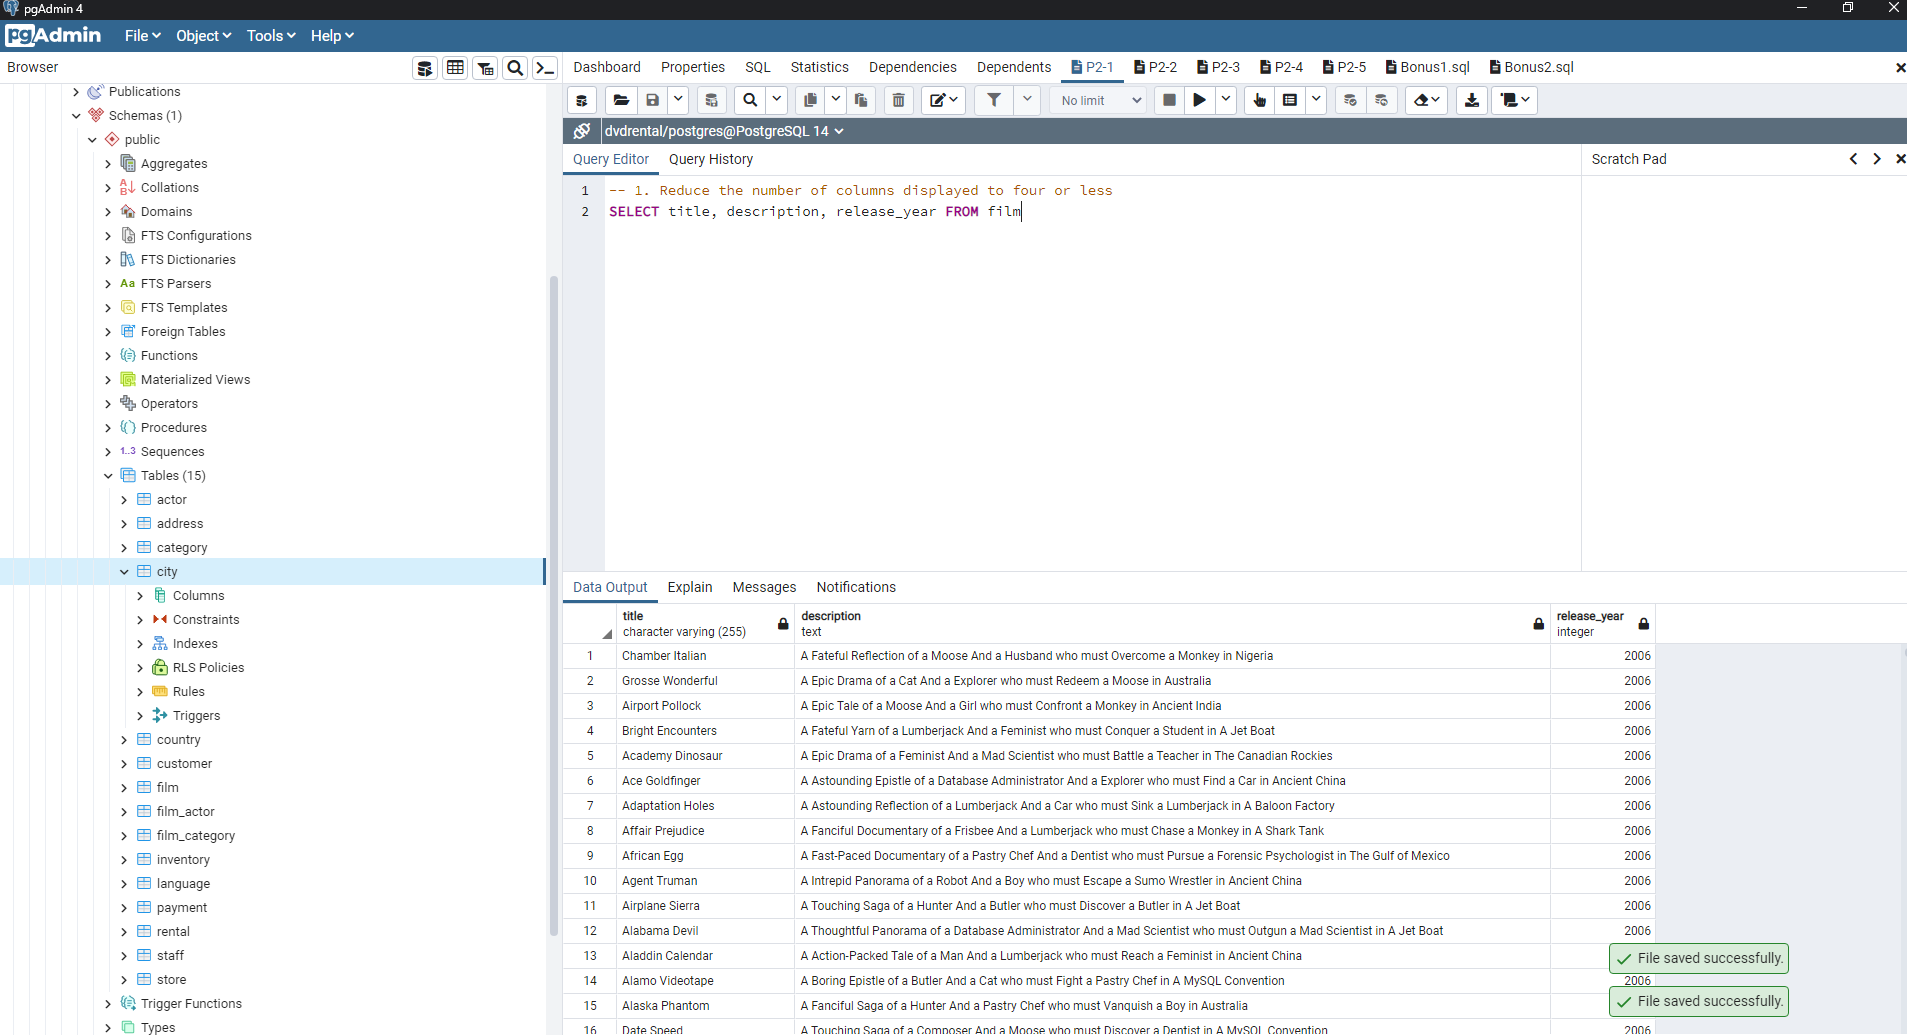 pgAdmin 4
pgAdmin File Object Tools Help
Browser
Dashboard Properties SQL Statistics Dependencies Dependents P2-1 P2-2 P2-3 P2-4 P2-5 Bonus1.sql Bonus2.sql
No limit
dvdrental/postgres@PostgreSQL 14
Query Editor Query History
Scratch Pad
1 -- 1. Reduce the number of columns displayed to four or less
2 SELECT title, description, release_year FROM film
Publications
Schemas (1)
public
Aggregates
Collations
Domains
FTS Configurations
FTS Dictionaries
Aa FTS Parsers
FTS Templates
Foreign Tables
Functions
Materialized Views
Operators
Procedures
1..3 Sequences
Tables (15)
actor
address
category
city
Columns
Constraints
Indexes
RLS Policies
Rules
Triggers
country
customer
film
film_actor
film_category
inventory
language
payment
rental
staff
store
Trigger Functions
Types
Data Output Explain Messages Notifications
title description release_year
character varying (255) text integer
1 Chamber Italian A Fateful Reflection of a Moose And a Husband who must Overcome a Monkey in Nigeria 2006
2 Grosse Wonderful A Epic Drama of a Cat And a Explorer who must Redeem a Moose in Australia 2006
3 Airport Pollock A Epic Tale of a Moose And a Girl who must Confront a Monkey in Ancient India 2006
4 Bright Encounters A Fateful Yarn of a Lumberjack And a Feminist who must Conquer a Student in A Jet Boat 2006
5 Academy Dinosaur A Epic Drama of a Feminist And a Mad Scientist who must Battle a Teacher in The Canadian Rockies 2006
6 Ace Goldfinger A Astounding Epistle of a Database Administrator And a Explorer who must Find a Car in Ancient China 2006
7 Adaptation Holes A Astounding Reflection of a Lumberjack And a Car who must Sink a Lumberjack in A Baloon Factory 2006
8 Affair Prejudice A Fanciful Documentary of a Frisbee And a Lumberjack who must Chase a Monkey in A Shark Tank 2006
9 African Egg A Fast-Paced Documentary of a Pastry Chef And a Dentist who must Pursue a Forensic Psychologist in The Gulf of Mexico 2006
10 Agent Truman A Intrepid Panorama of a Robot And a Boy who must Escape a Sumo Wrestler in Ancient China 2006
11 Airplane Sierra A Touching Saga of a Hunter And a Butler who must Discover a Butler in A Jet Boat 2006
12 Alabama Devil A Thoughtful Panorama of a Database Administrator And a Mad Scientist who must Outgun a Mad Scientist in A Jet Boat 2006
13 Aladdin Calendar A Action-Packed Tale of a Man And a Lumberjack who must Reach a Feminist in Ancient China
14 Alamo Videotape A Boring Epistle of a Butler And a Cat who must Fight a Pastry Chef in A MySQL Convention 2006
15 Alaska Phantom A Fanciful Saga of a Hunter And a Pastry Chef who must Vanquish a Boy in Australia
16 Date Speed A Touching Saga of a Composer And a Moose who must Discover a Dentist in A MySQL Convention 2006
File saved successfully.
File saved successfully.